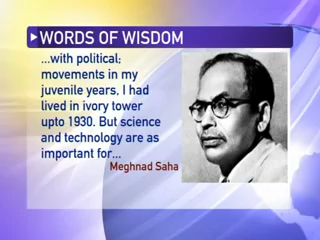 WORDS OF WISDOM
...with political;
movements in my
juvenile years, I had
lived in ivory tower
upto 1930. But science
and technology are as
important for...
Meghnad Saha